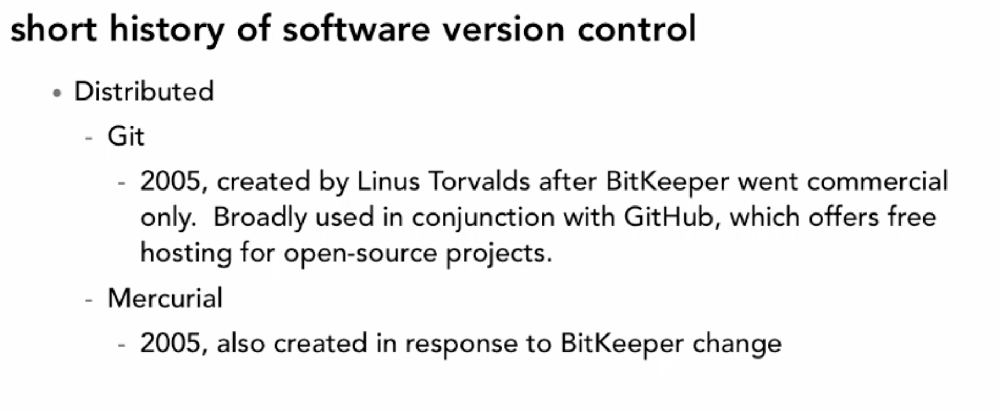 short history of software version control
• Distributed
- Git
- 2005, created by Linus Torvalds after BitKeeper went commercial
only.  Broadly used in conjunction with GitHub, which offers free
hosting for open-source projects.
- Mercurial
- 2005, also created in response to BitKeeper change